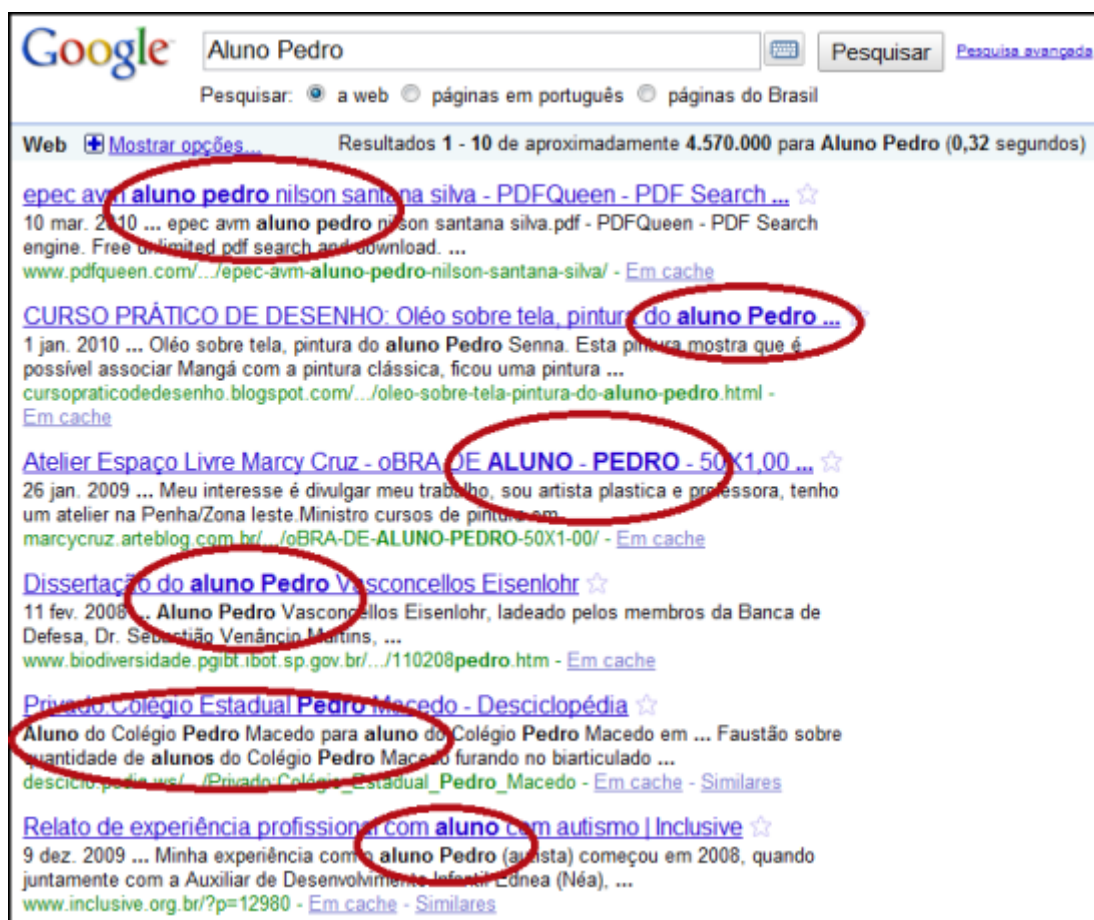 Google Aluno Pedro Pesquisar Pesquisa avançada
Pesquisar: a web páginas em português páginas do Brasil
Web Mostrar opções... Resultados 1 - 10 de aproximadamente 4.570.000 para Aluno Pedro (0,32 segundos)
epec avm aluno pedro nilson santana silva - PDFQueen - PDF Search ...
10 mar. 2010 ... epec avm aluno pedro nilson santana silva.pdf - PDFQueen - PDF Search
engine. Free unlimited pdf search and download. ...
www.pdfqueen.com/.../epec-avm-aluno-pedro-nilson-santana-silva/ - Em cache
CURSO PRÁTICO DE DESENHO: Oléo sobre tela, pintura do aluno Pedro ...
1 jan. 2010 ... Oléo sobre tela, pintura do aluno Pedro Senna. Esta pintura mostra que é
possível associar Mangá com a pintura clássica, ficou uma pintura ...
cursopraticodedesenho.blogspot.com/.../oleo-sobre-tela-pintura-do-aluno-pedro.html -
Em cache
Atelier Espaço Livre Marcy Cruz - oBRA DE ALUNO - PEDRO - 50X1,00 ...
26 jan. 2009 ... Meu interesse é divulgar meu trabalho, sou artista plastica e professora, tenho
um atelier na Penha/Zona leste.Ministro cursos de pintura em
marcycruz.arteblog.com.br/.../oBRA-DE-ALUNO-PEDRO-50X1-00/ - Em cache
Dissertação do aluno Pedro Vasconcellos Eisenlohr
11 fev. 2008 ... Aluno Pedro Vasconcellos Eisenlohr, ladeado pelos membros da Banca de
Defesa, Dr. Sebastião Venâncio Martins, ...
www.biodiversidade.pgibt.ibot.sp.gov.br/.../110208pedro.htm - Em cache
Privado:Colégio Estadual Pedro Macedo - Desciclopédia
Aluno do Colégio Pedro Macedo para aluno do Colégio Pedro Macedo em ... Faustão sobre
quantidade de alunos do Colégio Pedro Macedo furando no biarticulado ...
desciclo.pedia.ws/.../Privado:Colégio_Estadual_Pedro_Macedo - Em cache - Similares
Relato de experiência profissional com aluno com autismo | Inclusive
9 dez. 2009 ... Minha experiência com o aluno Pedro (autista) começou em 2008, quando
juntamente com a Auxiliar de Desenvolvimento Infantil Ednea (Néa), ...
www.inclusive.org.br/?p=12980 - Em cache - Similares